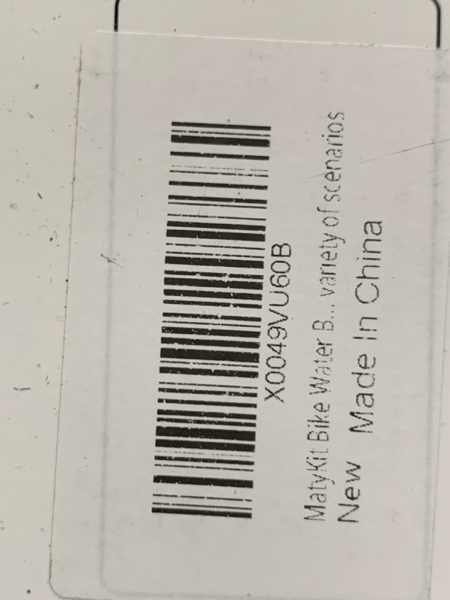 X0049VU60B
MatyKit Bike Water B... variety of scenarios
New Made In China